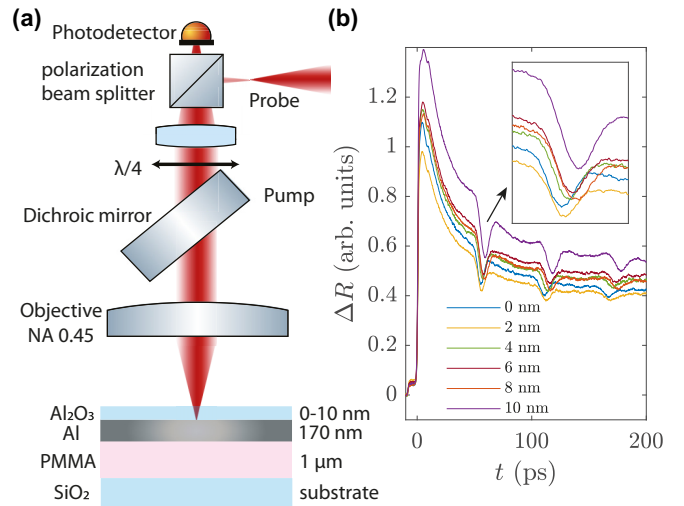 (a)
Photodetector
polarization
beam splitter
Probe
λ/4
Pump
Dichroic mirror
Objective
NA 0.45
Al₂O₃
0-10 nm
Al
170 nm
PMMA
1 μm
SiO₂
substrate
(b)
ΔR (arb. units)
1.2
1
0.8
0.6
0.4
0.2
0
0 nm
2 nm
4 nm
6 nm
8 nm
10 nm
0
100
200
t (ps)